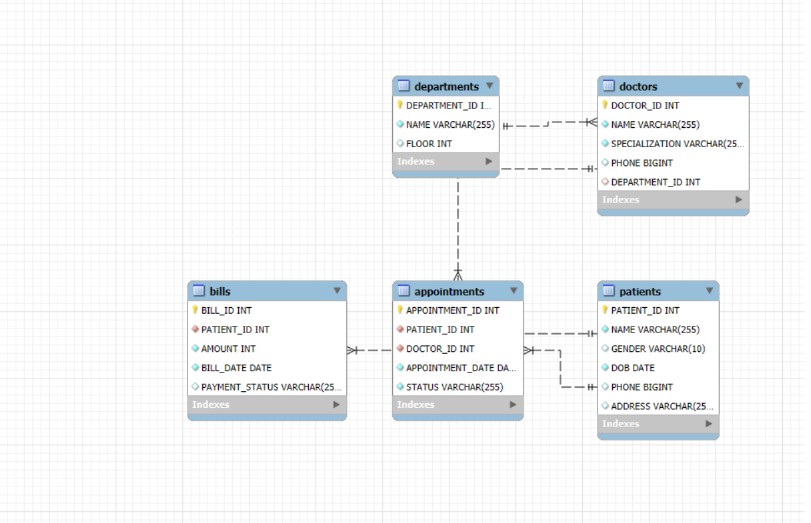 departments
DEPARTMENT_ID I...
NAME VARCHAR(255)
FLOOR INT
Indexes
doctors
DOCTOR_ID INT
NAME VARCHAR(255)
SPECIALIZATION VARCHAR(25...
PHONE BIGINT
DEPARTMENT_ID INT
Indexes
bills
BILL_ID INT
PATIENT_ID INT
AMOUNT INT
BILL_DATE DATE
PAYMENT_STATUS VARCHAR(25...
Indexes
appointments
APPOINTMENT_ID INT
PATIENT_ID INT
DOCTOR_ID INT
APPOINTMENT_DATE DA...
STATUS VARCHAR(255)
Indexes
patients
PATIENT_ID INT
NAME VARCHAR(255)
GENDER VARCHAR(10)
DOB DATE
PHONE BIGINT
ADDRESS VARCHAR(25...
Indexes